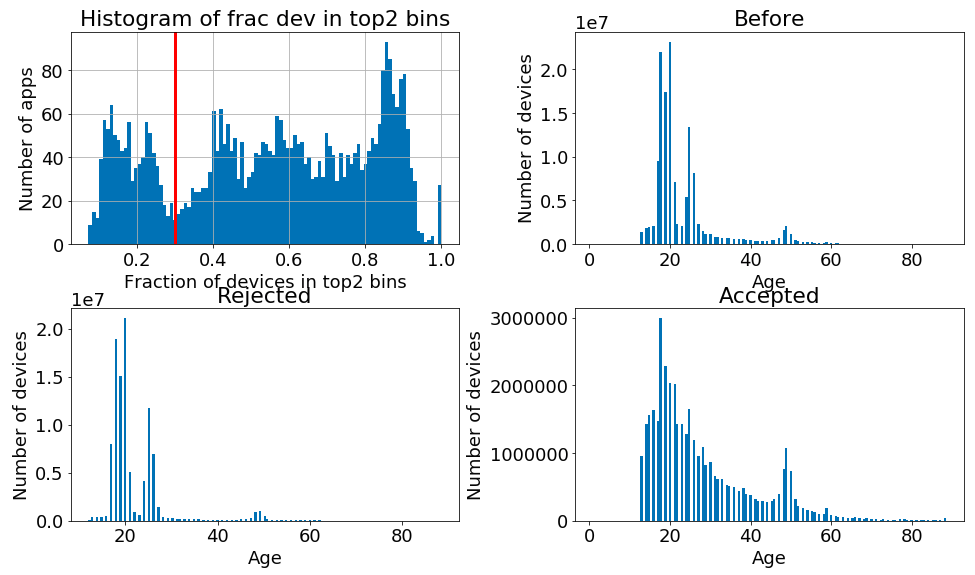 Histogram of frac dev in top2 bins
Number of apps
80
60
40
20
0
0.2 0.4 0.6 0.8 1.0
Fraction of devices in top2 bins
Before
1e7
Number of devices
2.0
1.5
1.0
0.5
0.0
0 20 40 60 80
Age
Rejected
1e7
Number of devices
2.0
1.5
1.0
0.5
0.0
20 40 60 80
Age
Accepted
Number of devices
3000000
2000000
1000000
0
0 20 40 60 80
Age